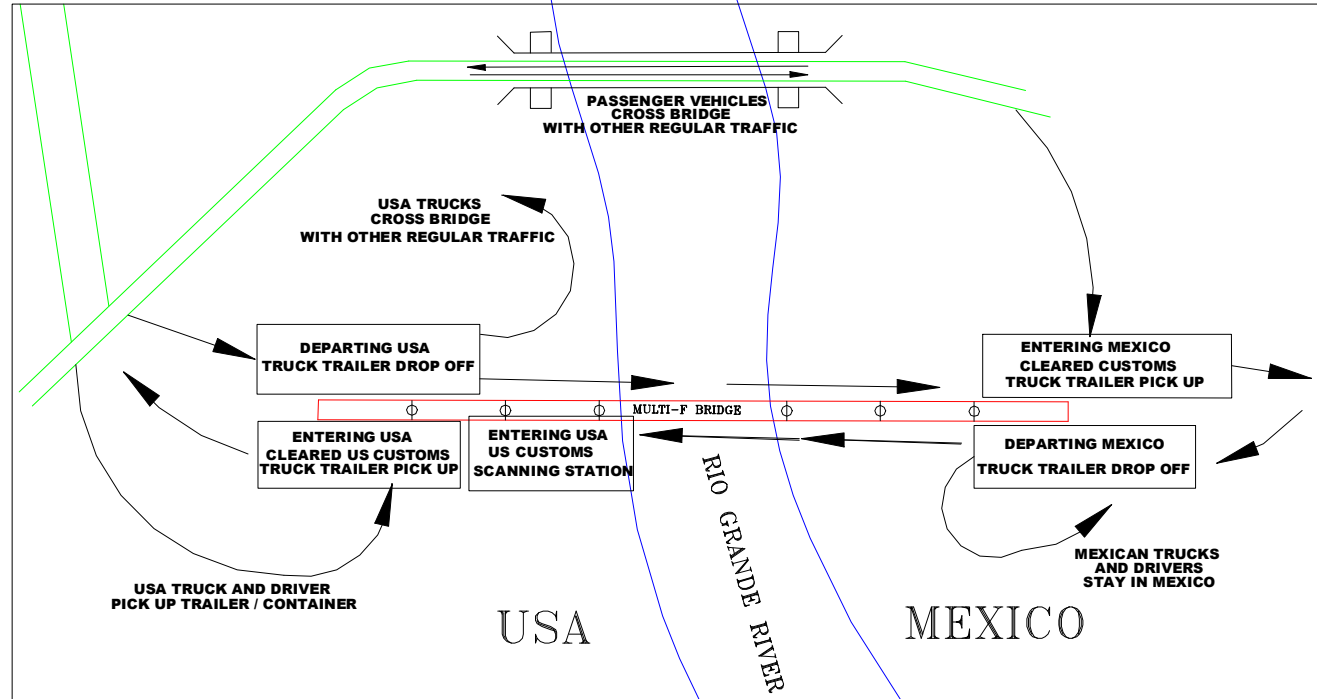 PASSENGER VEHICLES
CROSS BRIDGE
WITH OTHER REGULAR TRAFFIC
USA TRUCKS
CROSS BRIDGE
WITH OTHER REGULAR TRAFFIC
DEPARTING USA
TRUCK TRAILER DROP OFF
ENTERING MEXICO
CLEARED CUSTOMS
TRUCK TRAILER PICK UP
MULTI-F BRIDGE
ENTERING USA
CLEARED US CUSTOMS
TRUCK TRAILER PICK UP
ENTERING USA
US CUSTOMS
SCANNING STATION
DEPARTING MEXICO
TRUCK TRAILER DROP OFF
RIO GRANDE RIVER
MEXICAN TRUCKS
AND DRIVERS
STAY IN MEXICO
USA TRUCK AND DRIVER
PICK UP TRAILER / CONTAINER
USA
MEXICO